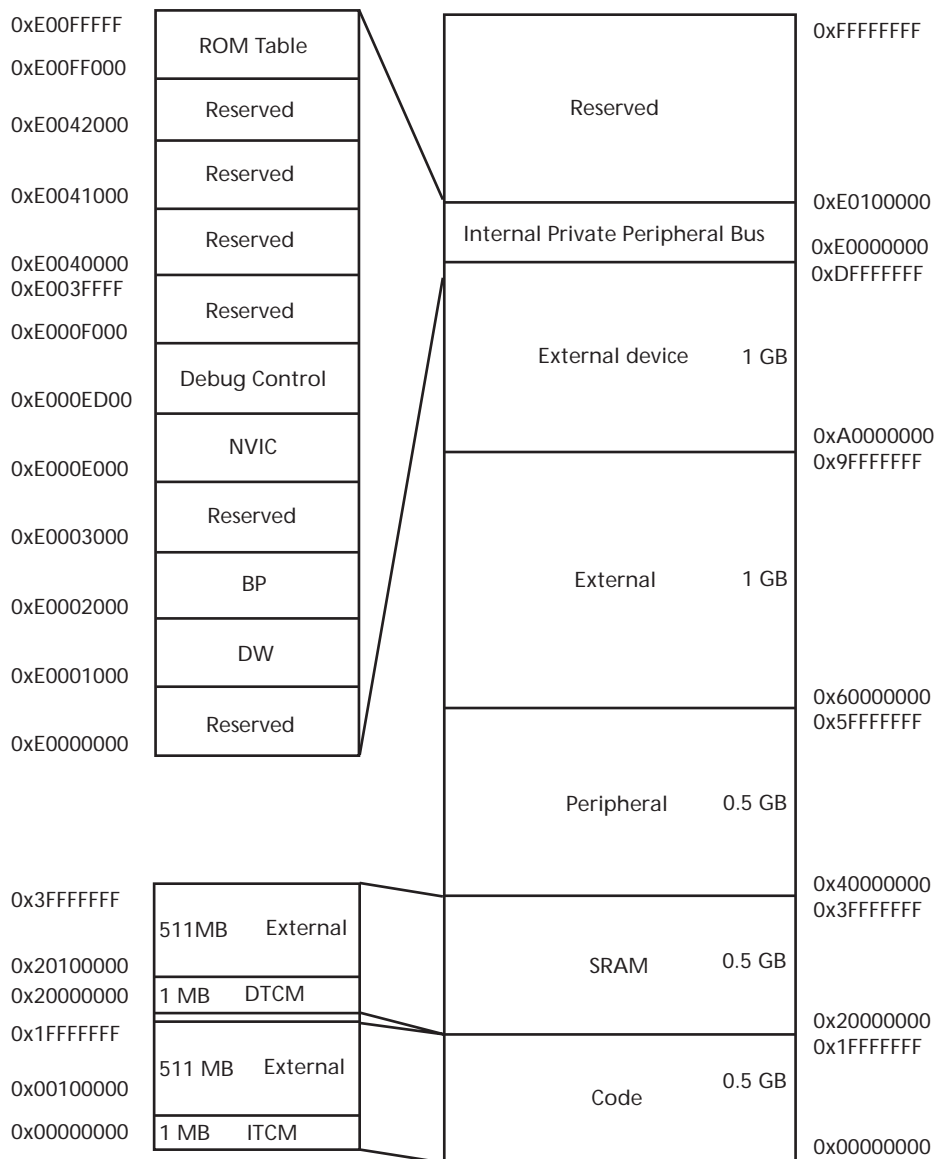 0xE00FFFFF
ROM Table
0xE00FF000
Reserved
0xE0042000
Reserved
0xE0041000
Reserved
0xE0040000
0xE003FFFF
Reserved
0xE000F000
Debug Control
0xE000ED00
NVIC
0xE000E000
Reserved
0xE0003000
BP
0xE0002000
DW
0xE0001000
Reserved
0xE0000000
0x3FFFFFFF
511MB External
0x20100000
0x20000000 1 MB DTCM
0x1FFFFFFF
511 MB External
0x00100000
0x00000000 1 MB ITCM
0xFFFFFFFF
Reserved
0xE0100000
Internal Private Peripheral Bus
0xE0000000
0xDFFFFFFF
External device 1 GB
0xA0000000
0x9FFFFFFF
External 1 GB
0x60000000
0x5FFFFFFF
Peripheral 0.5 GB
0x40000000
0x3FFFFFFF
SRAM 0.5 GB
0x20000000
0x1FFFFFFF
Code 0.5 GB
0x00000000